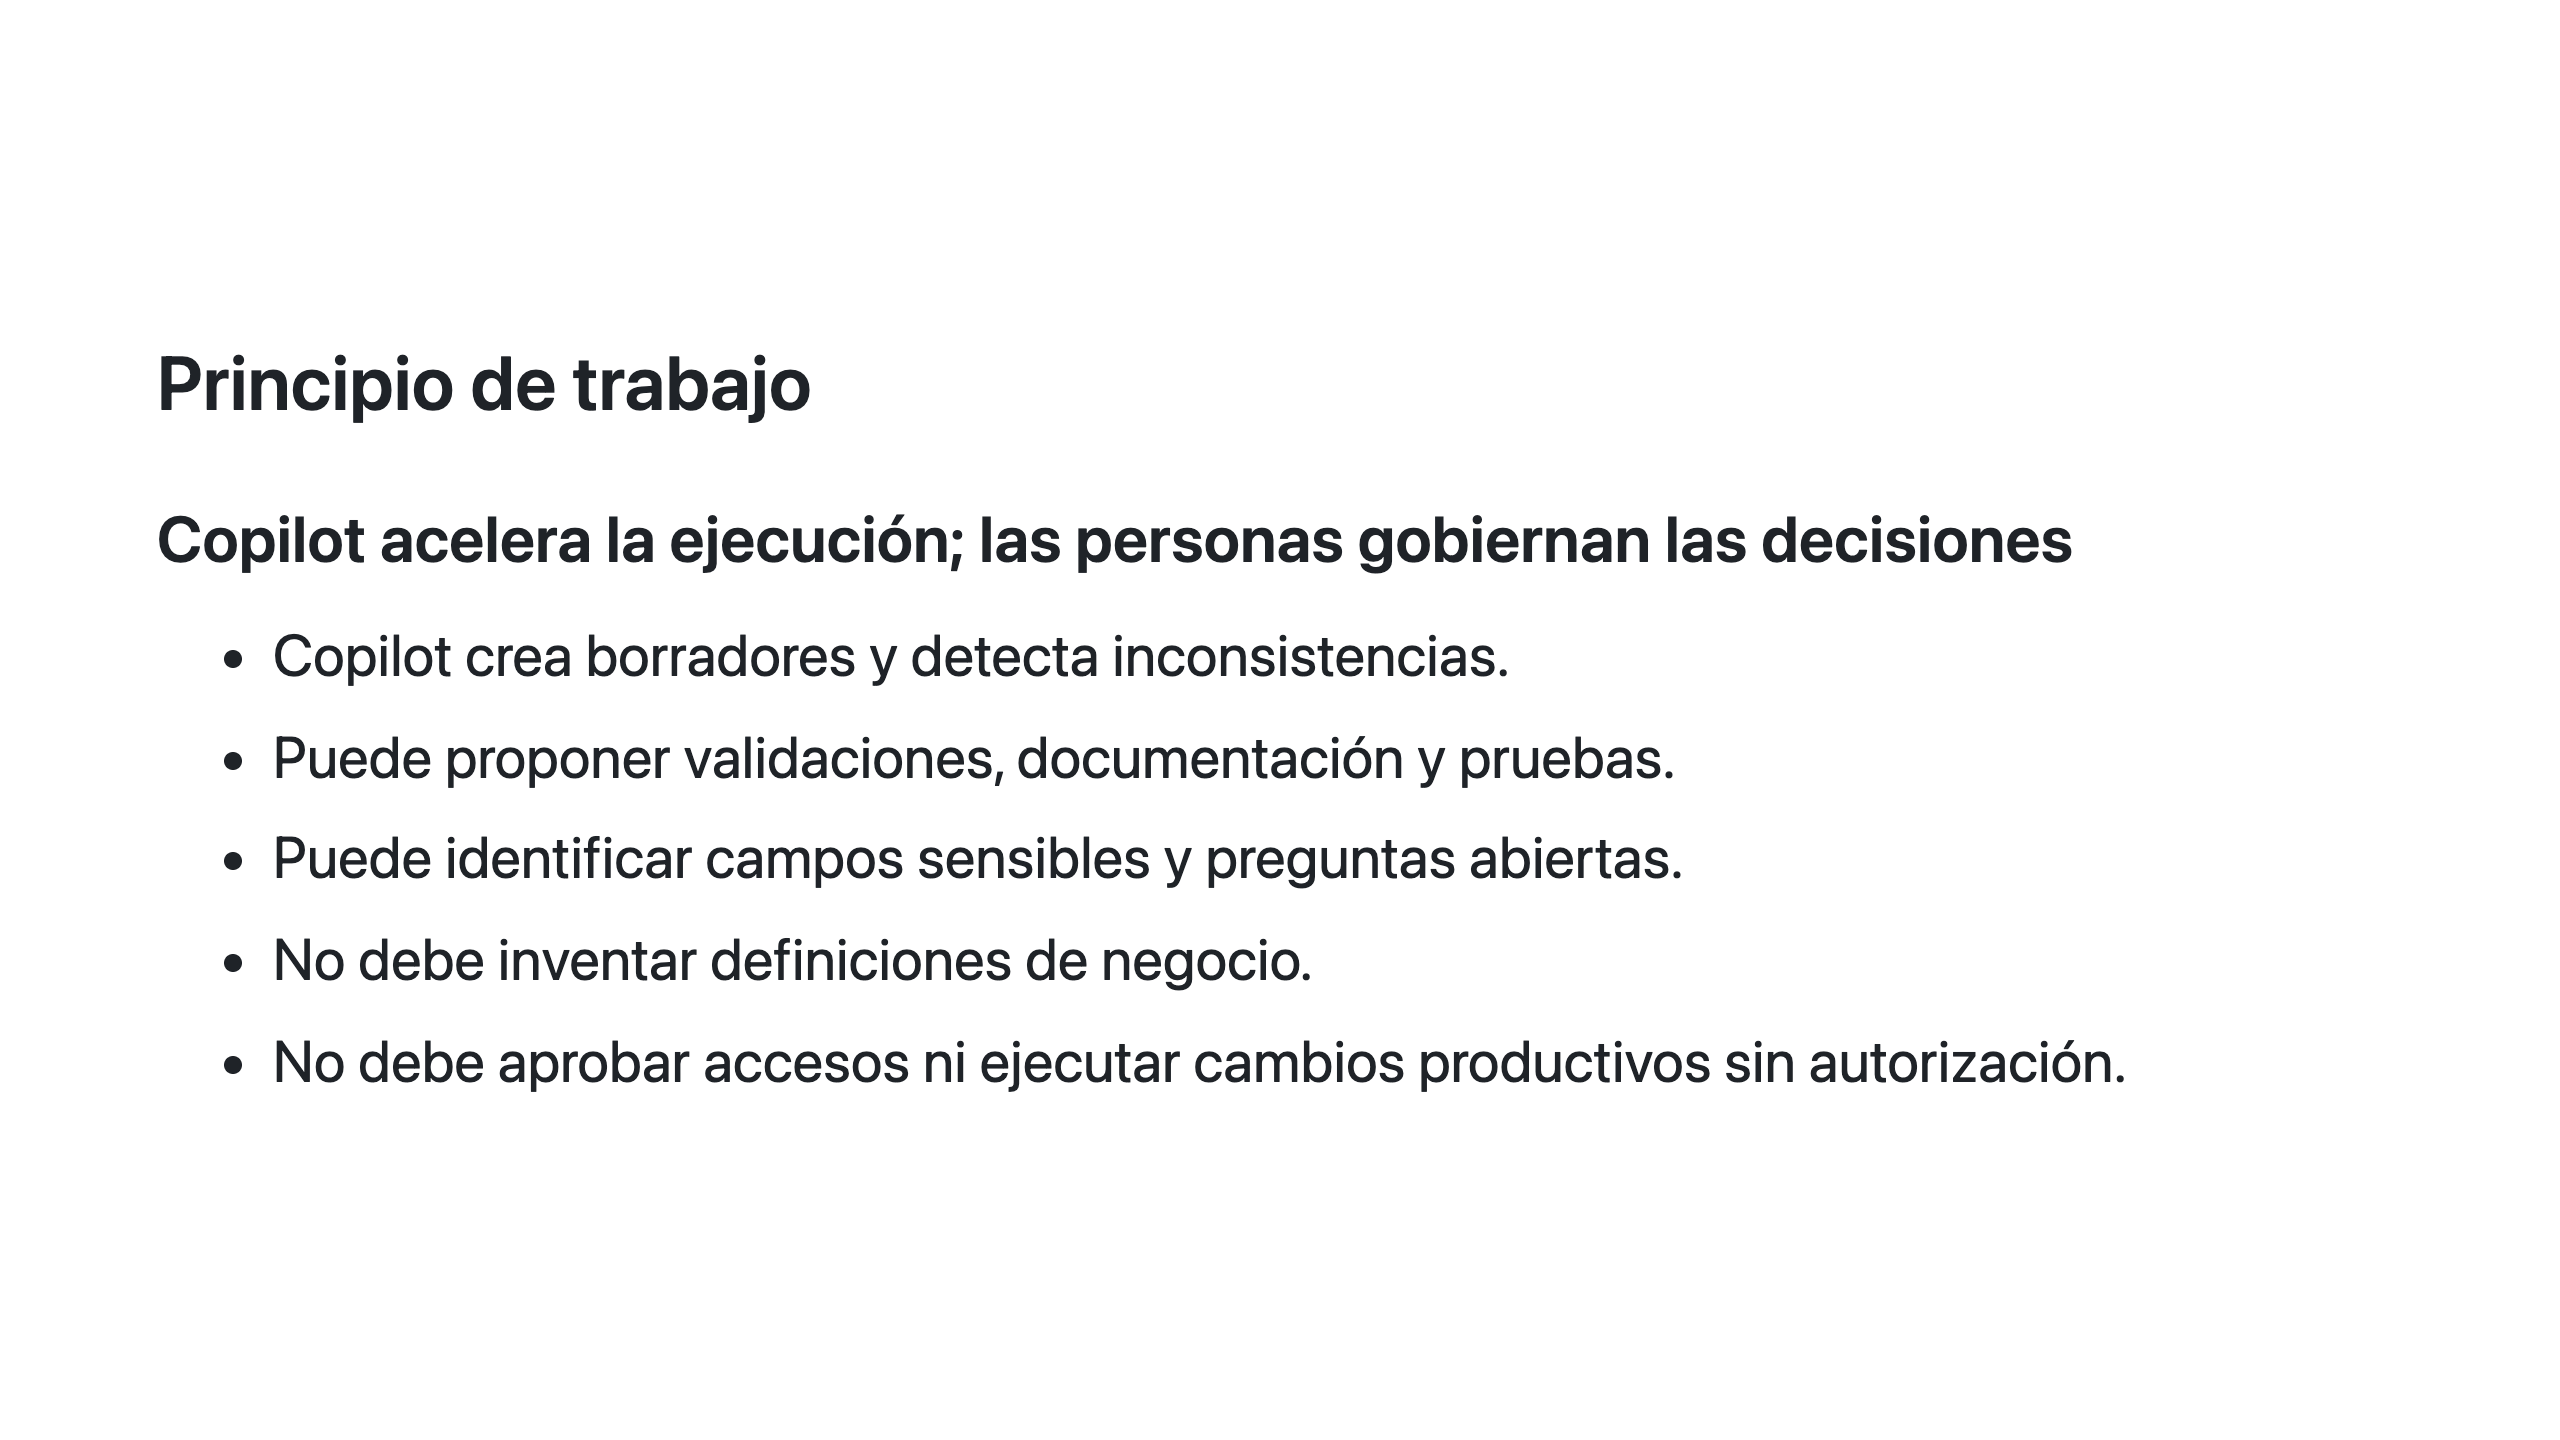 Principio de trabajo
Copilot acelera la ejecución; las personas gobiernan las decisiones
• Copilot crea borradores y detecta inconsistencias.
• Puede proponer validaciones, documentación y pruebas.
• Puede identificar campos sensibles y preguntas abiertas.
• No debe inventar definiciones de negocio.
• No debe aprobar accesos ni ejecutar cambios productivos sin autorización.